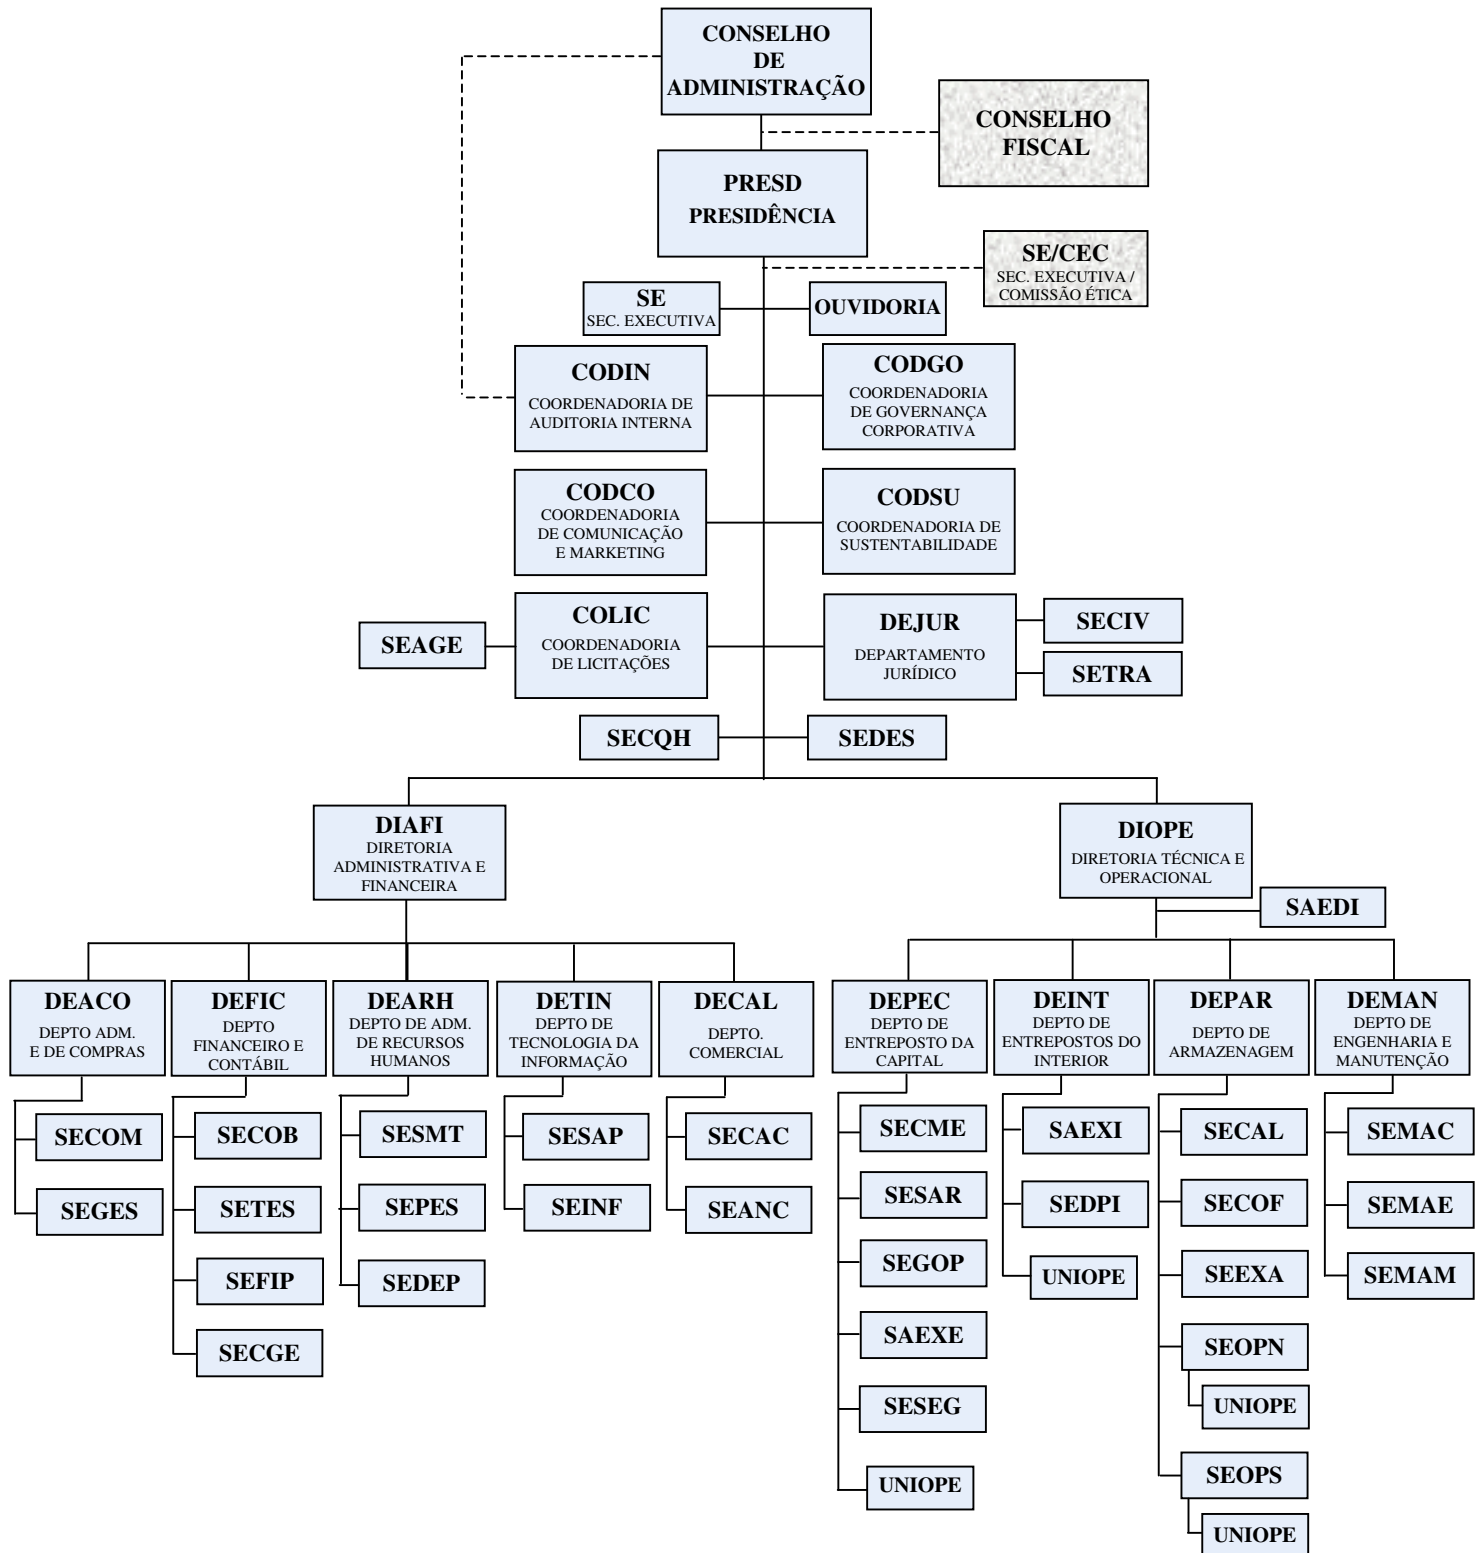 CONSELHO
DE
ADMINISTRAÇÃO
CONSELHO
FISCAL
PRESD
PRESIDÊNCIA
SE/CEC
SEC. EXECUTIVA /
COMISSÃO ÉTICA
SE
SEC. EXECUTIVA
OUVIDORIA
CODIN
COORDENADORIA DE
AUDITORIA INTERNA
CODGO
COORDENADORIA
DE GOVERNANÇA
CORPORATIVA
CODCO
COORDENADORIA
DE COMUNICAÇÃO
E MARKETING
CODSU
COORDENADORIA DE
SUSTENTABILIDADE
SEAGE
COLIC
COORDENADORIA
DE LICITAÇÕES
DEJUR
DEPARTAMENTO
JURÍDICO
SECIV
SETRA
SECQH
SEDES
DIAFI
DIRETORIA
ADMINISTRATIVA E
FINANCEIRA
DIOPE
DIRETORIA TÉCNICA E
OPERACIONAL
SAEDI
DEACO
DEPTO ADM.
E DE COMPRAS
DEFIC
DEPTO
FINANCEIRO E
CONTÁBIL
DEARH
DEPTO DE ADM.
DE RECURSOS
HUMANOS
DETIN
DEPTO DE
TECNOLOGIA DA
INFORMAÇÃO
DECAL
DEPTO.
COMERCIAL
DEPEC
DEPTO DE
ENTREPOSTO DA
CAPITAL
DEINT
DEPTO DE
ENTREPOSTOS DO
INTERIOR
DEPAR
DEPTO DE
ARMAZENAGEM
DEMAN
DEPTO DE
ENGENHARIA E
MANUTENÇÃO
SECOM
SEGES
SECOB
SETES
SEFIP
SECGE
SESMT
SEPES
SEDEP
SESAP
SEINF
SECAC
SEANC
SECME
SESAR
SEGOP
SAEXE
SESEG
UNIOPE
SAEXI
SEDPI
UNIOPE
SECAL
SECOF
SEEXA
SEOPN
UNIOPE
SEOPS
UNIOPE
SEMAC
SEMAE
SEMAM